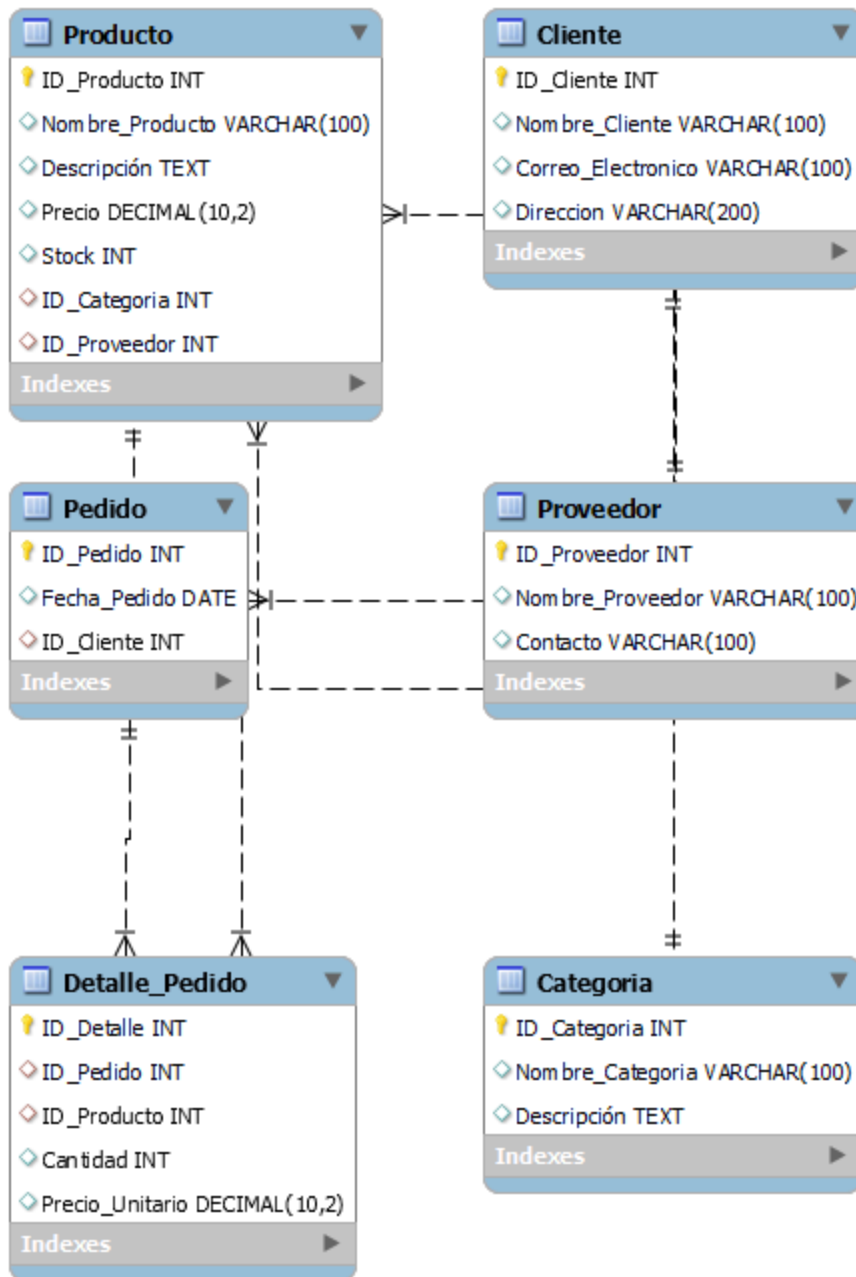 Producto
ID_Producto INT
Nombre_Producto VARCHAR(100)
Descripción TEXT
Precio DECIMAL(10,2)
Stock INT
ID_Categoria INT
ID_Proveedor INT
Indexes
Cliente
ID_Cliente INT
Nombre_Cliente VARCHAR(100)
Correo_Electronico VARCHAR(100)
Direccion VARCHAR(200)
Indexes
Pedido
ID_Pedido INT
Fecha_Pedido DATE
ID_Cliente INT
Indexes
Proveedor
ID_Proveedor INT
Nombre_Proveedor VARCHAR(100)
Contacto VARCHAR(100)
Indexes
Detalle_Pedido
ID_Detalle INT
ID_Pedido INT
ID_Producto INT
Cantidad INT
Precio_Unitario DECIMAL(10,2)
Indexes
Categoria
ID_Categoria INT
Nombre_Categoria VARCHAR(100)
Descripción TEXT
Indexes